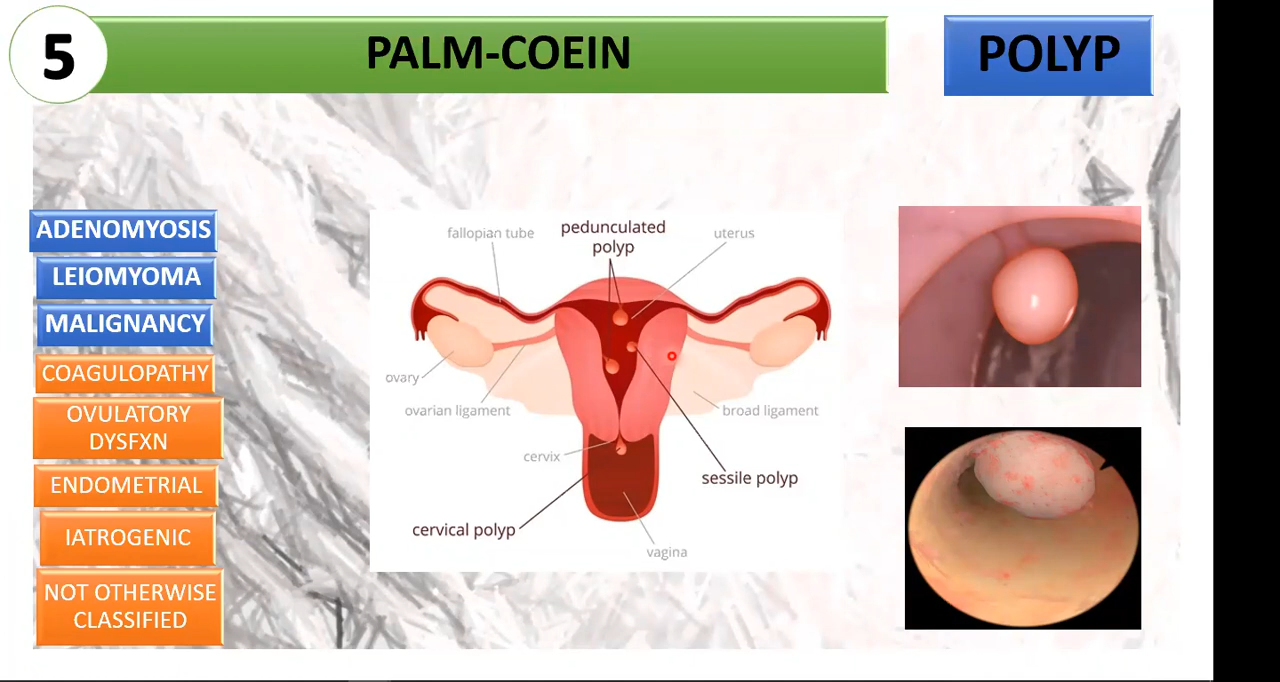 5
PALM-COEIN
POLYP
ADENOMYOSIS
LEIOMYOMA
MALIGNANCY
COAGULOPATHY
OVULATORY
DYSFXN
ENDOMETRIAL
IATROGENIC
NOT OTHERWISE
CLASSIFIED
fallopian tube
pedunculated
polyp
uterus
ovary
ovarian ligament
broad ligament
cervix
sessile polyp
cervical polyp
vagina